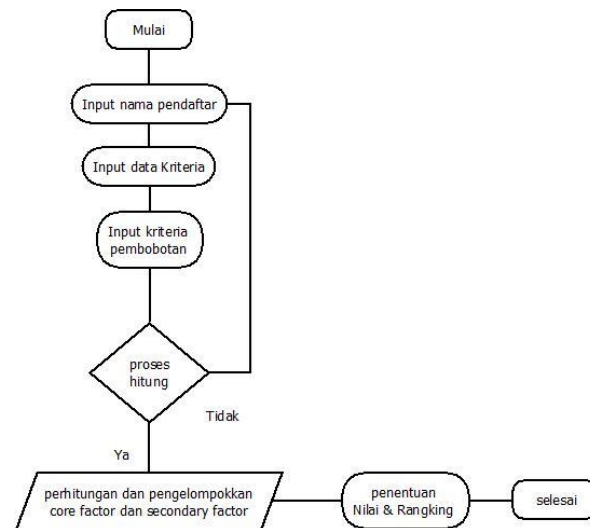 Mulai
Input nama pendaftar
Input data Kriteria
Input kriteria
pembobotan
proses
hitung
Tidak
Ya
perhitungan dan pengelompokkan
core factor dan secondary factor
penentuan
Nilai & Rangking
selesai